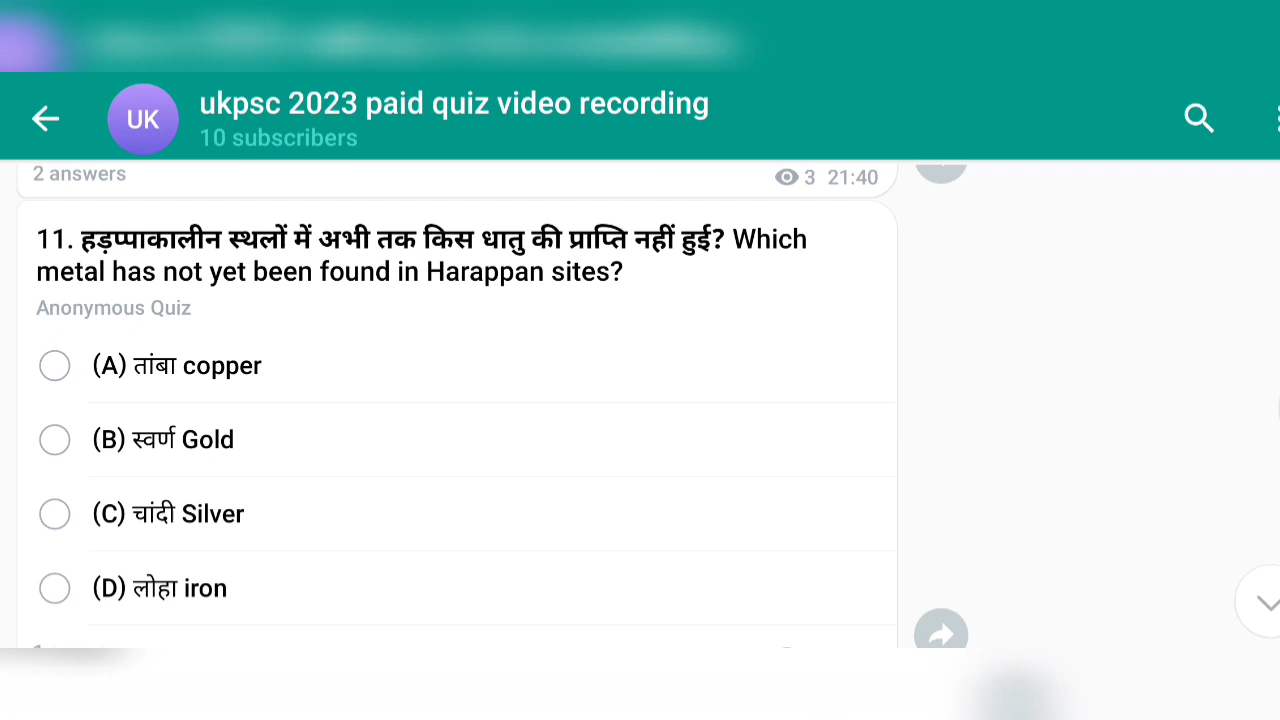 ukpsc 2023 paid quiz video recording
UK
10 subscribers
2 answers
3 21:40
11. हड़प्पाकालीन स्थलों में अभी तक किस धातु की प्राप्ति नहीं हुई? Which
metal has not yet been found in Harappan sites?
Anonymous Quiz
(A) तांबा copper
(B) स्वर्ण Gold
(C) चांदी Silver
(D) लोहा iron